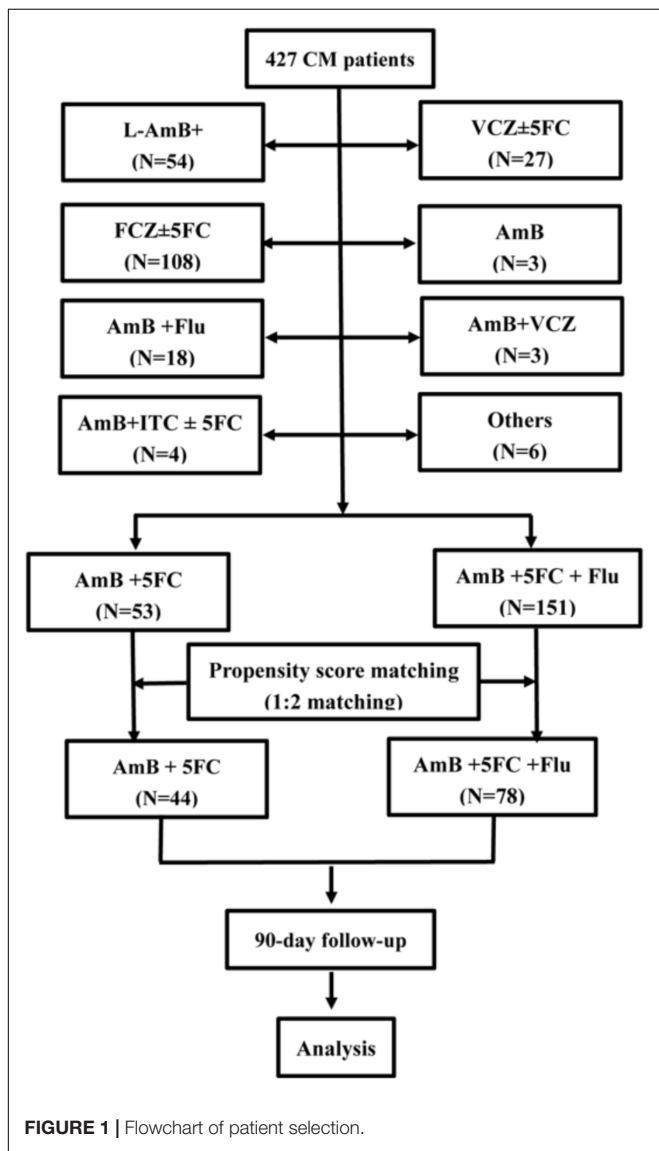 427 CM patients
L-AmB+
(N=54)
VCZ±5FC
(N=27)
FCZ±5FC
(N=108)
AmB
(N=3)
AmB +Flu
(N=18)
AmB+VCZ
(N=3)
AmB+ITC ± 5FC
(N=4)
Others
(N=6)
AmB +5FC
(N=53)
AmB +5FC + Flu
(N=151)
Propensity score matching
(1:2 matching)
AmB + 5FC
(N=44)
AmB +5FC +Flu
(N=78)
90-day follow-up
Analysis
FIGURE 1 | Flowchart of patient selection.